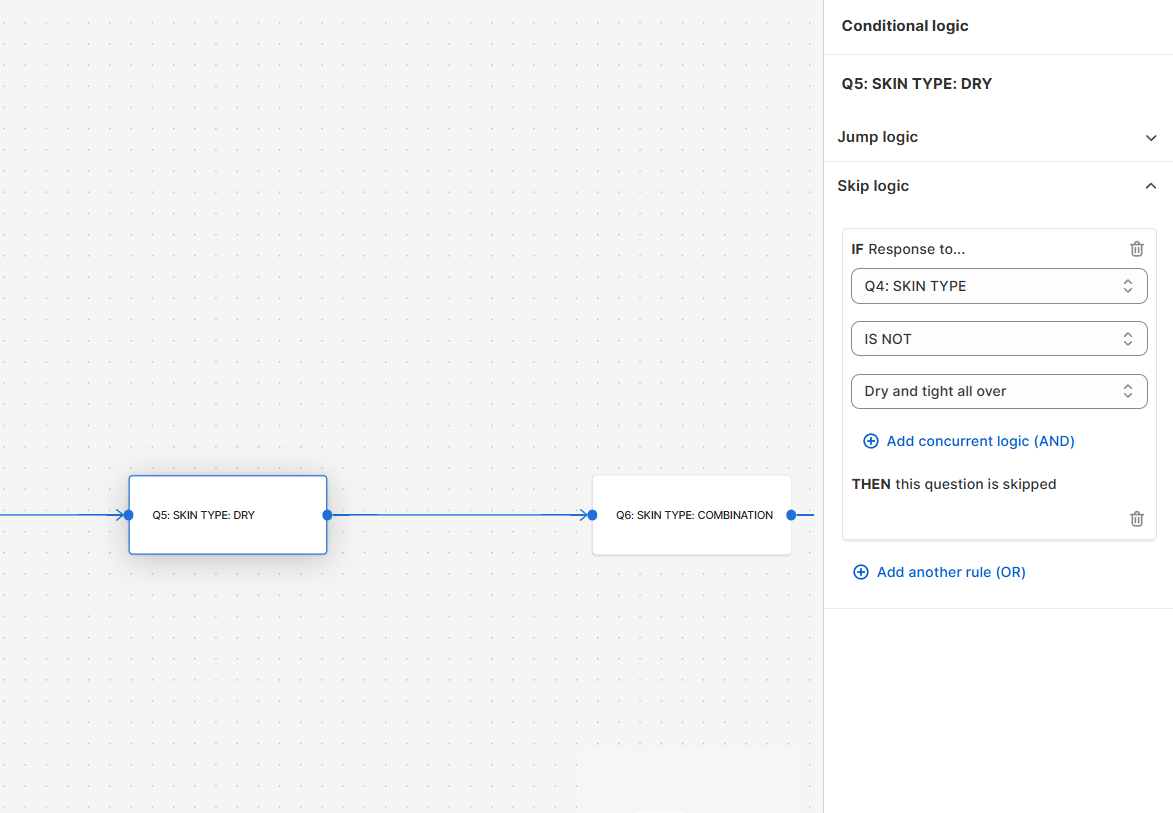 Conditional logic
Q5: SKIN TYPE: DRY
Jump logic
Skip logic
IF Response to...
Q4: SKIN TYPE
IS NOT
Dry and tight all over
Add concurrent logic (AND)
THEN this question is skipped
Add another rule (OR)
Q5: SKIN TYPE: DRY
Q6: SKIN TYPE: COMBINATION